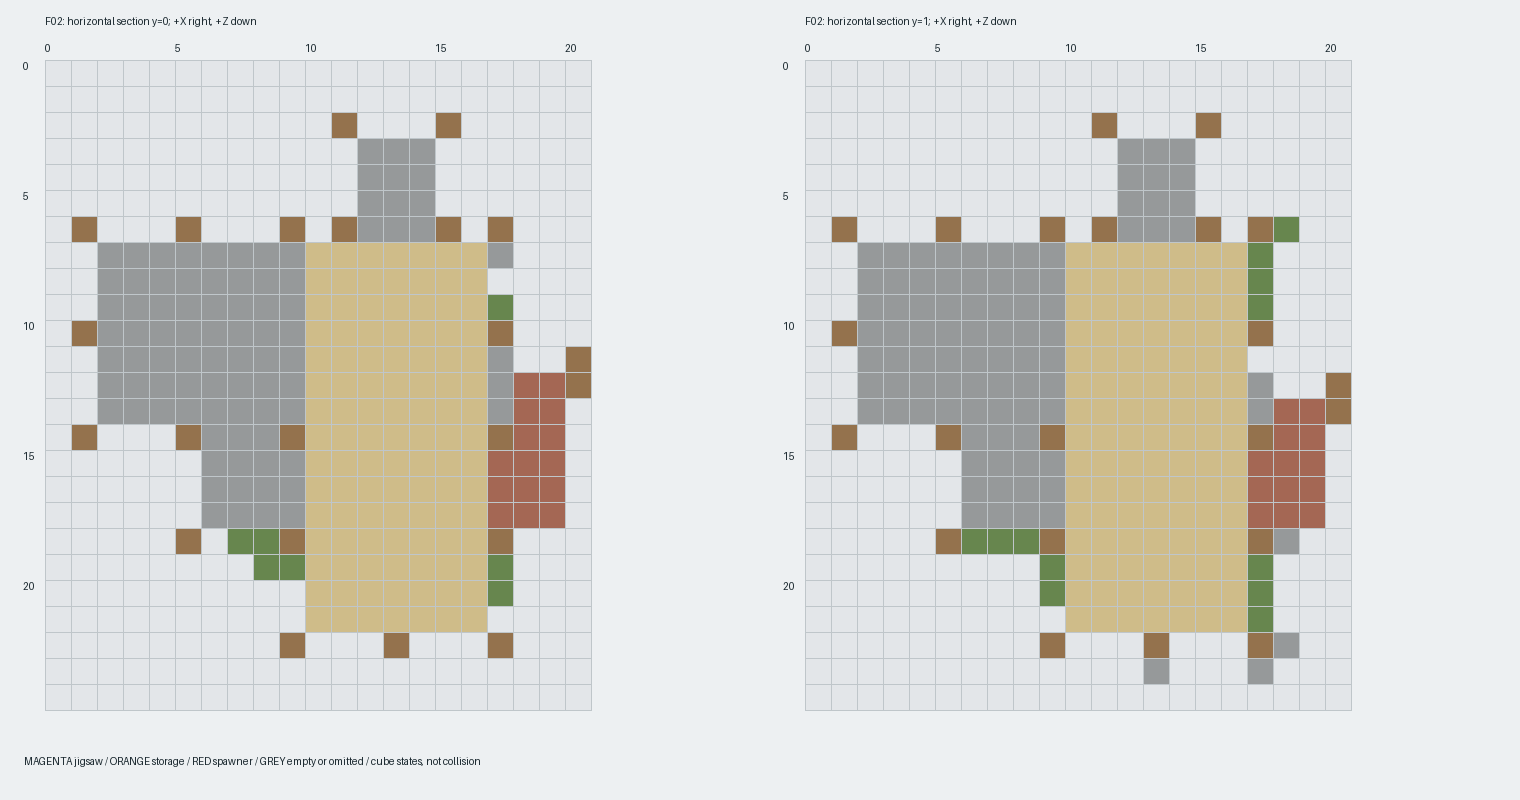 F02: horizontal section y=0; +X right, +Z down
F02: horizontal section y=1; +X right, +Z down
0 5 10 15 20
0 5 10 15 20
0
0
5
5
10
10
15
15
20
20
MAGENTA jigsaw / ORANGE storage / RED spawner / GREY empty or omitted / cube states, not collision